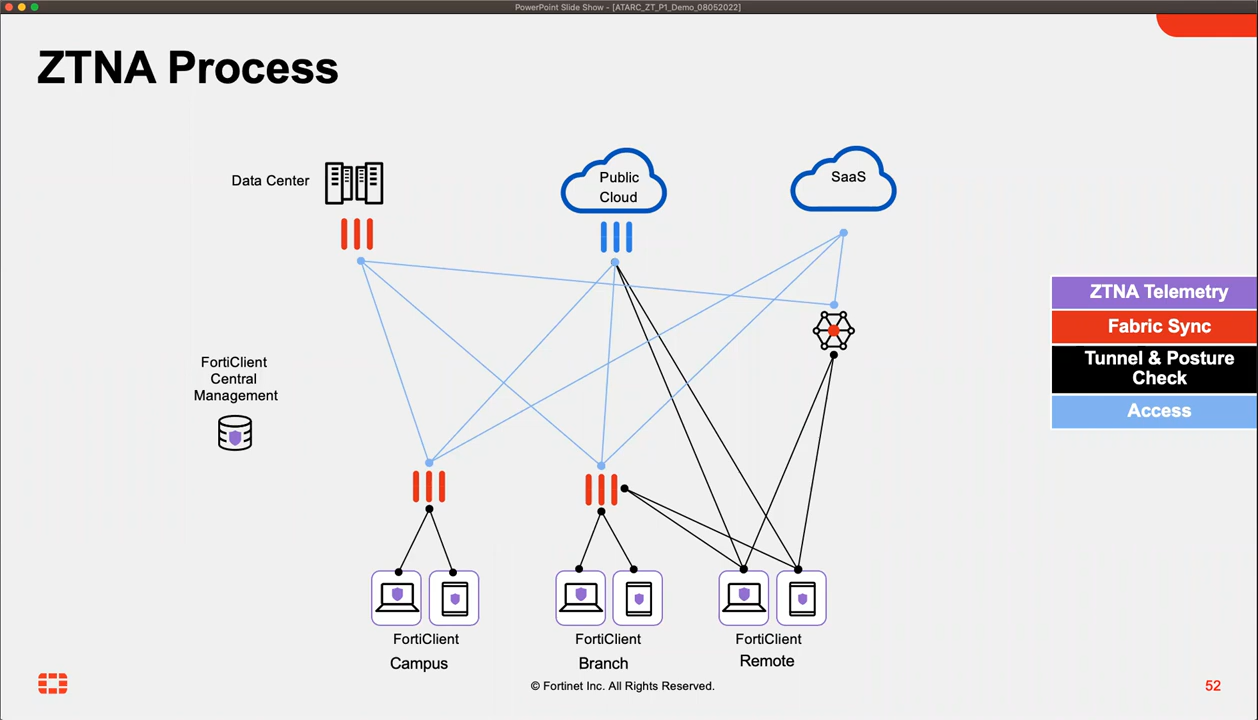 PowerPoint Slide Show - [ATARC_ZT_P1_Demo_08052022]
ZTNA Process
Data Center
Public
Cloud
SaaS
ZTNA Telemetry
Fabric Sync
Tunnel & Posture
Check
Access
FortiClient
Central
Management
FortiClient
Campus
FortiClient
Branch
FortiClient
Remote
© Fortinet Inc. All Rights Reserved.
52